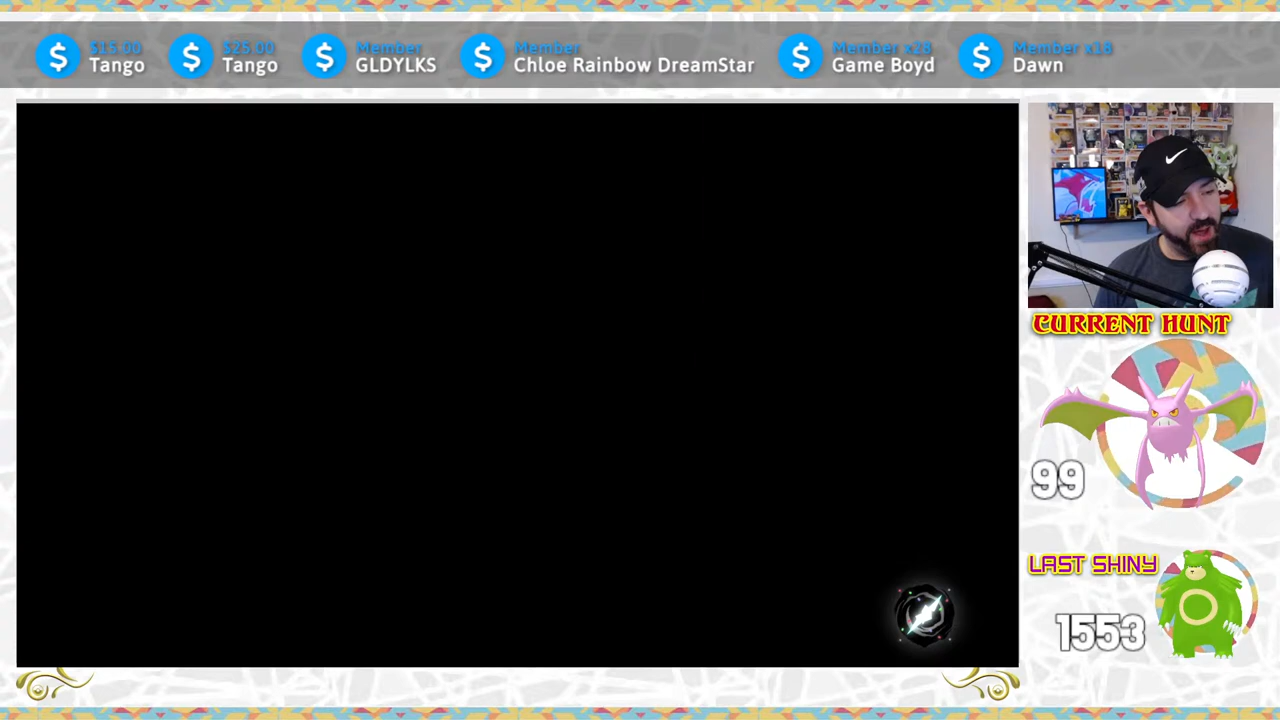 $15.00
Tango
$25.00
Tango
Member
GLDYLKS
Member
Chloe Rainbow DreamStar
Member x28
Game Boyd
Member x18
Dawn
CURRENT HUNT
99
LAST SHINY
1553